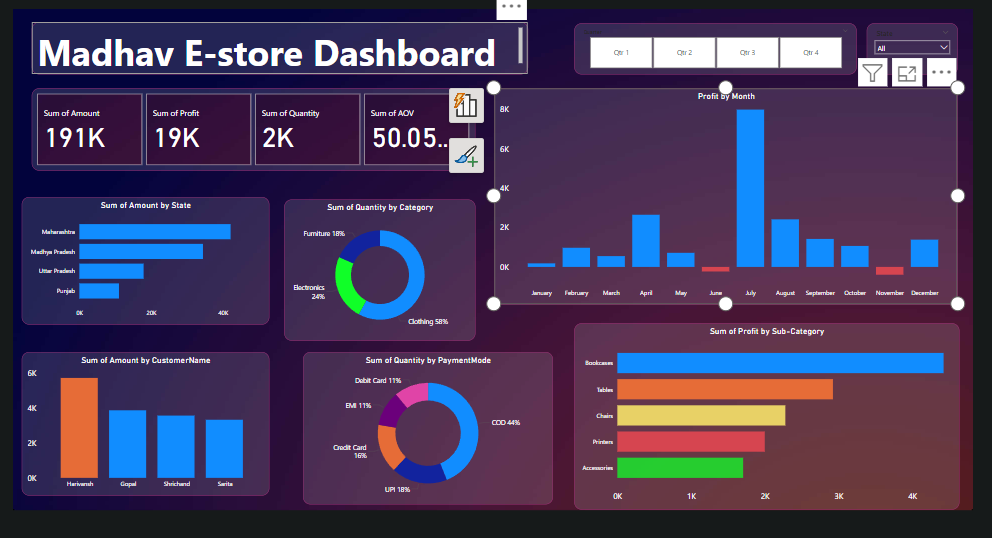 Madhav E-store Dashboard
Qtr 1
Qtr 2
Qtr 3
Qtr 4
All
Sum of Amount
191K
Sum of Profit
19K
Sum of Quantity
2K
Sum of AOV
50.05...
Profit by Month
8K
6K
4K
2K
0K
January
February
March
April
May
June
July
August
September
October
November
December
Sum of Amount by State
Maharashtra
Madhya Pradesh
Utter Pradesh
Punjab
0K
20K
40K
Sum of Quantity by Category
Furniture 18%
Electronics
24%
Clothing 58%
Sum of Amount by CustomerName
6K
4K
2K
0K
Harivansh
Gopal
Shrichand
Sarita
Sum of Quantity by PaymentMode
Debit Card 11%
EMI 11%
Credit Card
16%
UPI 18%
COD 44%
Sum of Profit by Sub-Category
Bookcases
Tables
Chairs
Printers
Accessories
0K
1K
2K
3K
4K